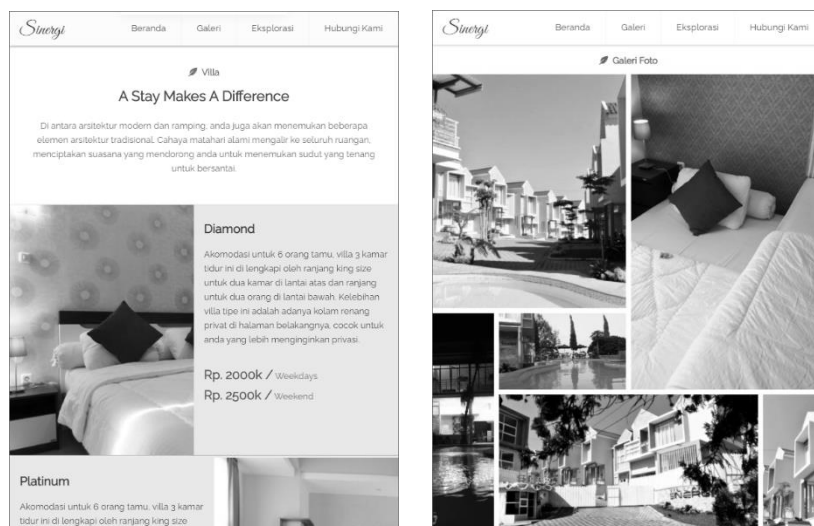 Sinergi
Beranda Galeri Eksplorasi Hubungi Kami
Villa
A Stay Makes A Difference
Di antara arsitektur modern dan ramping, anda juga akan menemukan beberapa
elemen arsitektur tradisional. Cahaya matahari alami mengalir ke seluruh ruangan,
menciptakan suasana yang mendorong anda untuk menemukan sudut yang tenang
untuk bersantai.
Diamond
Akomodasi untuk 6 orang tamu, villa 3 kamar
tidur ini di lengkapi oleh ranjang king size
untuk dua kamar di lantai atas dan ranjang
untuk dua orang di lantai bawah. Kelebihan
villa tipe ini adalah adanya kolam renang
privat di halaman belakangnya, cocok untuk
anda yang lebih menginginkan privasi.
Rp. 2000k / Weekdays
Rp. 2500k / Weekend
Platinum
Akomodasi untuk 6 orang tamu, villa 3 kamar
tidur ini di lengkapi oleh ranjang king size
Sinergi
Beranda Galeri Eksplorasi Hubungi Kami
Galeri Foto